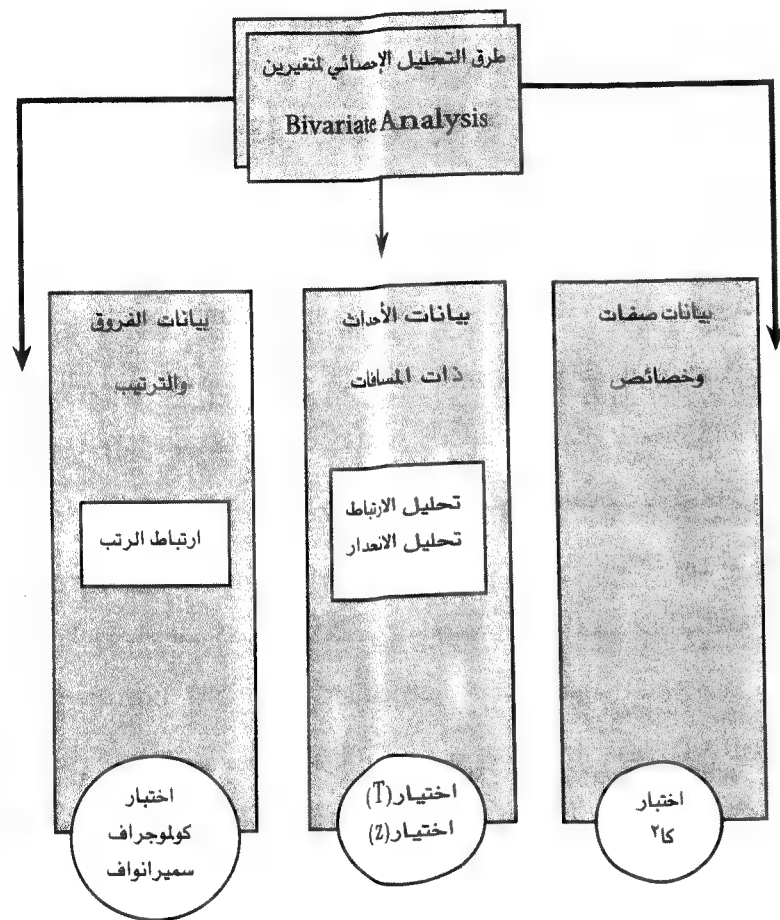 طرق التحليل الإحصائي لمتغيرين
Bivariate Analysis
بيانات صفات
وخصائص
اختبار
كا٢
بيانات الأحداث
ذات المسافات
تحليل الارتباط
تحليل الانحدار
اختيار (T)
اختيار (z)
بيانات الفروق
والترتيب
ارتباط الرتب
اختبار
كولموجراف
سميرانواف